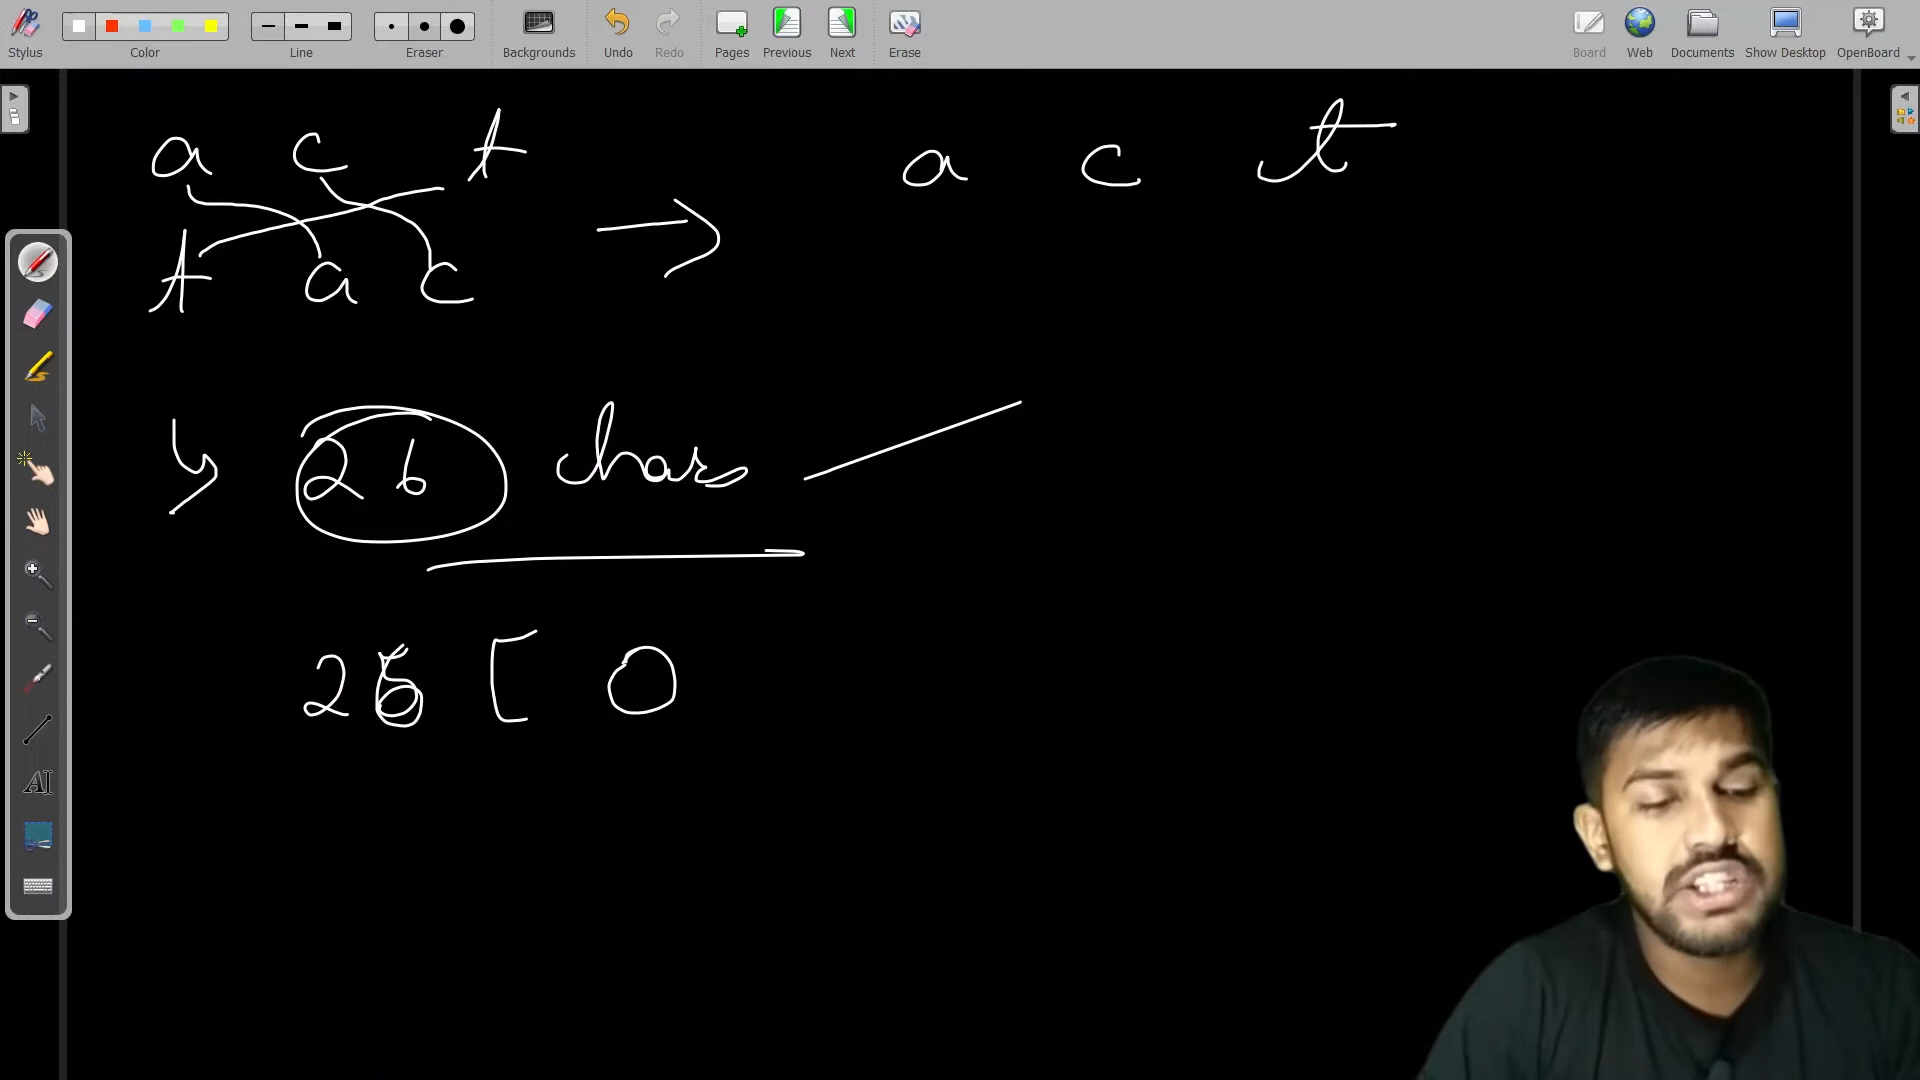 Stylus Color Line Eraser Backgrounds Undo Redo Pages Previous Next Erase Board Web Documents Show Desktop OpenBoard
a c t a c t
t a c
26 chars
26 [ 0
AI